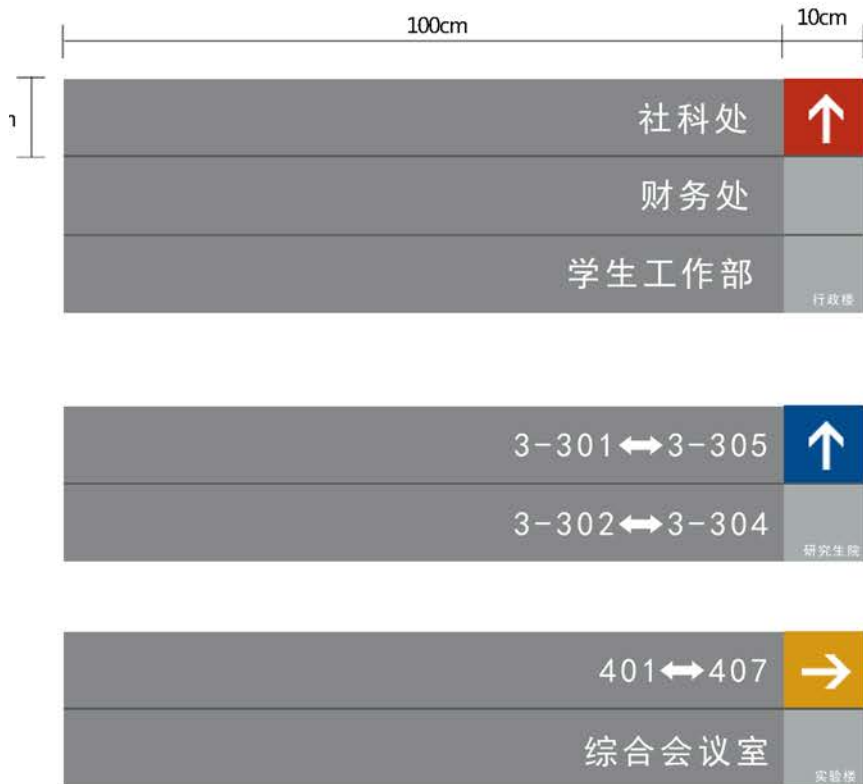 100cm
10cm
社科处
财务处
学生工作部
行政楼
3-301↔3-305
3-302↔3-304
研究生院
401↔407
综合会议室
实验楼